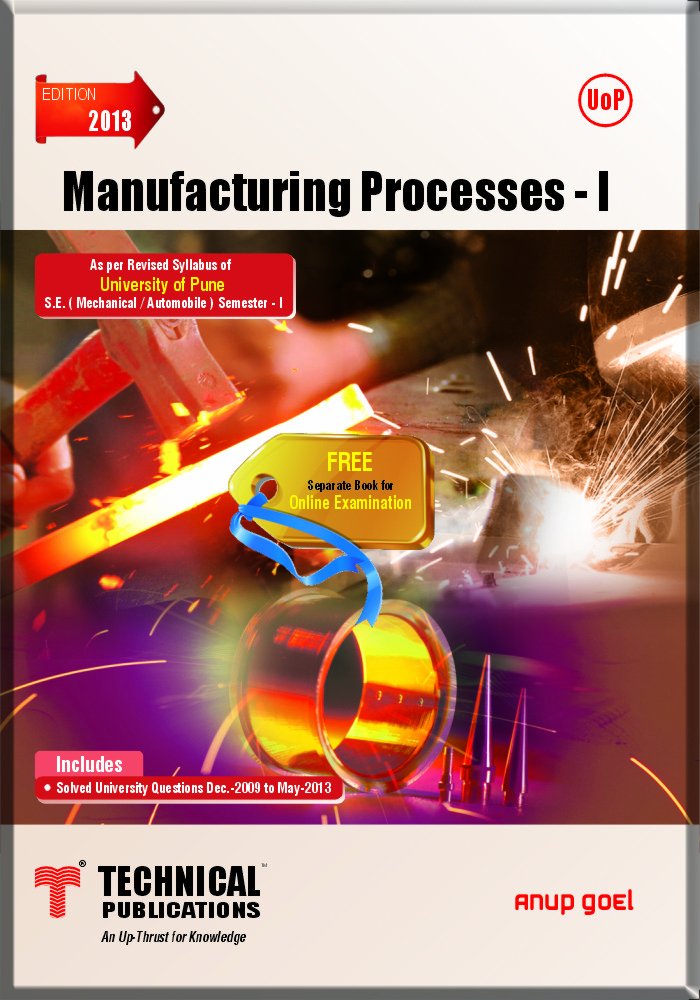 EDITION
2013
UoP
Manufacturing Processes - I
As per Revised Syllabus of
University of Pune
S.E. ( Mechanical / Automobile ) Semester - I
FREE
Separate Book for
Online Examination
Includes
• Solved University Questions Dec.-2009 to May-2013
T®
TECHNICAL™
PUBLICATIONS
An Up-Thrust for Knowledge
Anup Goel